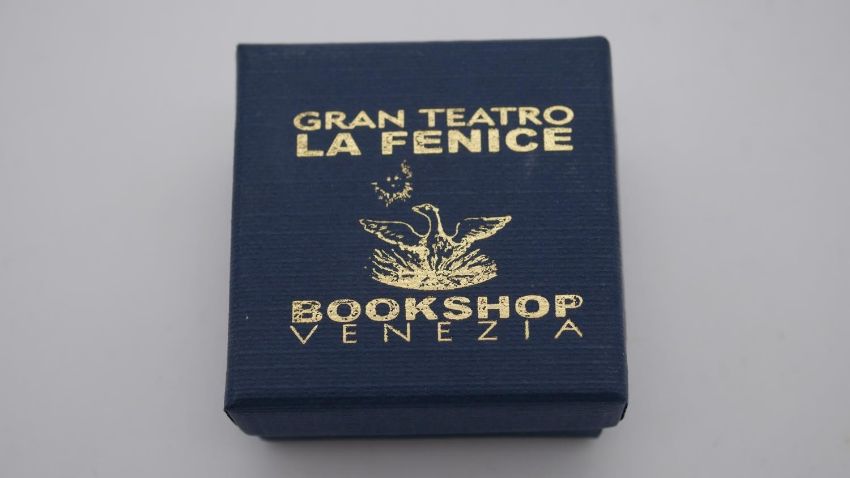 GRAN TEATRO
LA FENICE
BOOKSHOP
VENEZIA